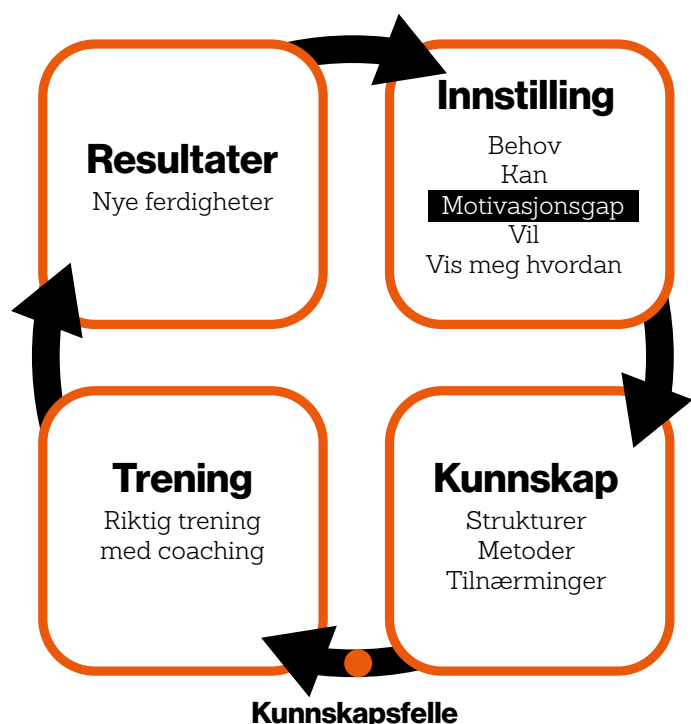 Resultater
Nye ferdigheter
Innstilling
Behov
Kan
Motivasjonsgap
Vil
Vis meg hvordan
Trening
Riktig trening
med coaching
Kunnskap
Strukturer
Metoder
Tilnærminger
Kunnskapsfelle